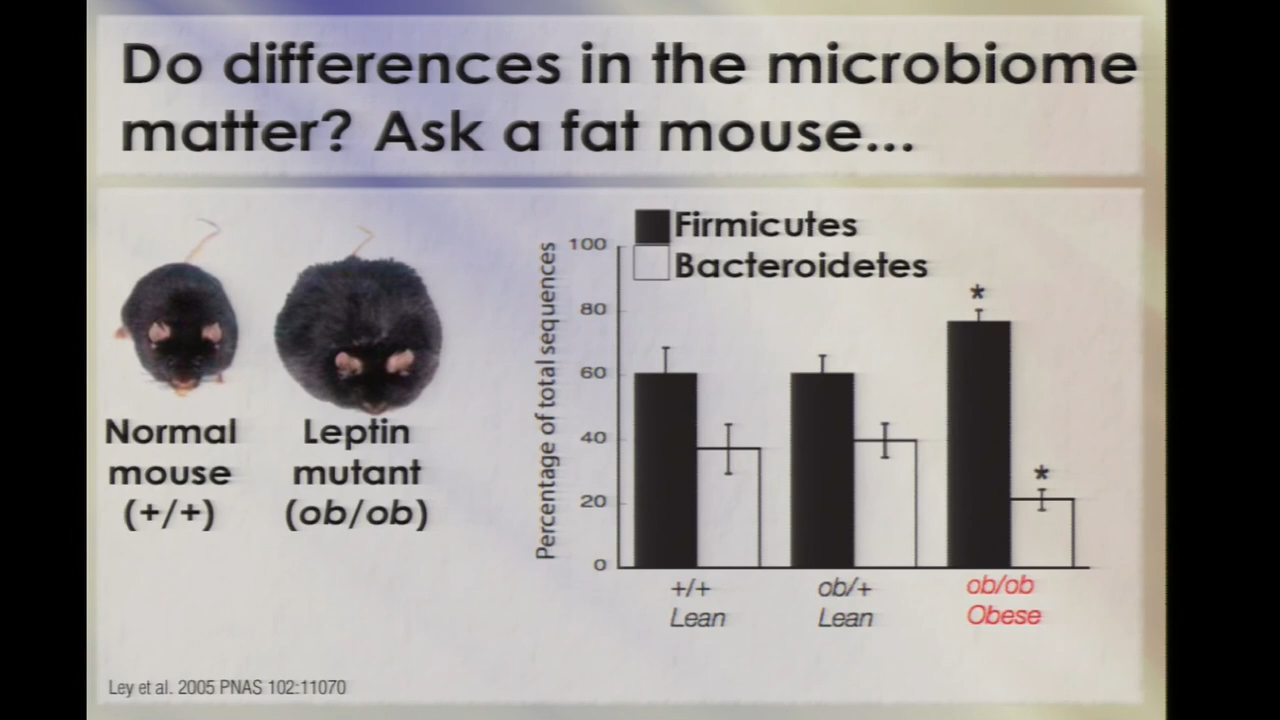 Do differences in the microbiome
matter? Ask a fat mouse...
Normal
mouse
(+/+)
Leptin
mutant
(ob/ob)
Firmicutes
Bacteroidetes
Percentage of total sequences
100
80
60
40
20
0
*
*
+/+
Lean
ob/+
Lean
ob/ob
Obese
Ley et al. 2005 PNAS 102:11070